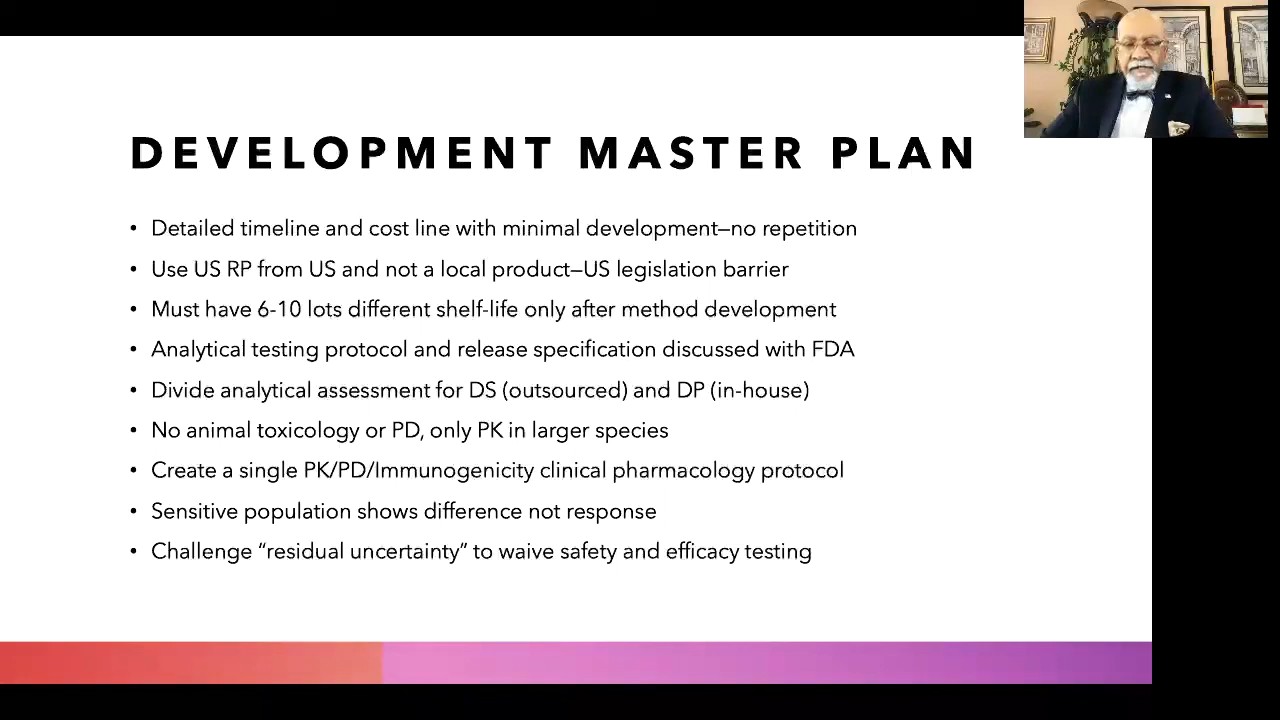 DEVELOPMENT MASTER PLAN
• Detailed timeline and cost line with minimal development—no repetition
• Use US RP from US and not a local product—US legislation barrier
• Must have 6-10 lots different shelf-life only after method development
• Analytical testing protocol and release specification discussed with FDA
• Divide analytical assessment for DS (outsourced) and DP (in-house)
• No animal toxicology or PD, only PK in larger species
• Create a single PK/PD/Immunogenicity clinical pharmacology protocol
• Sensitive population shows difference not response
• Challenge “residual uncertainty” to waive safety and efficacy testing